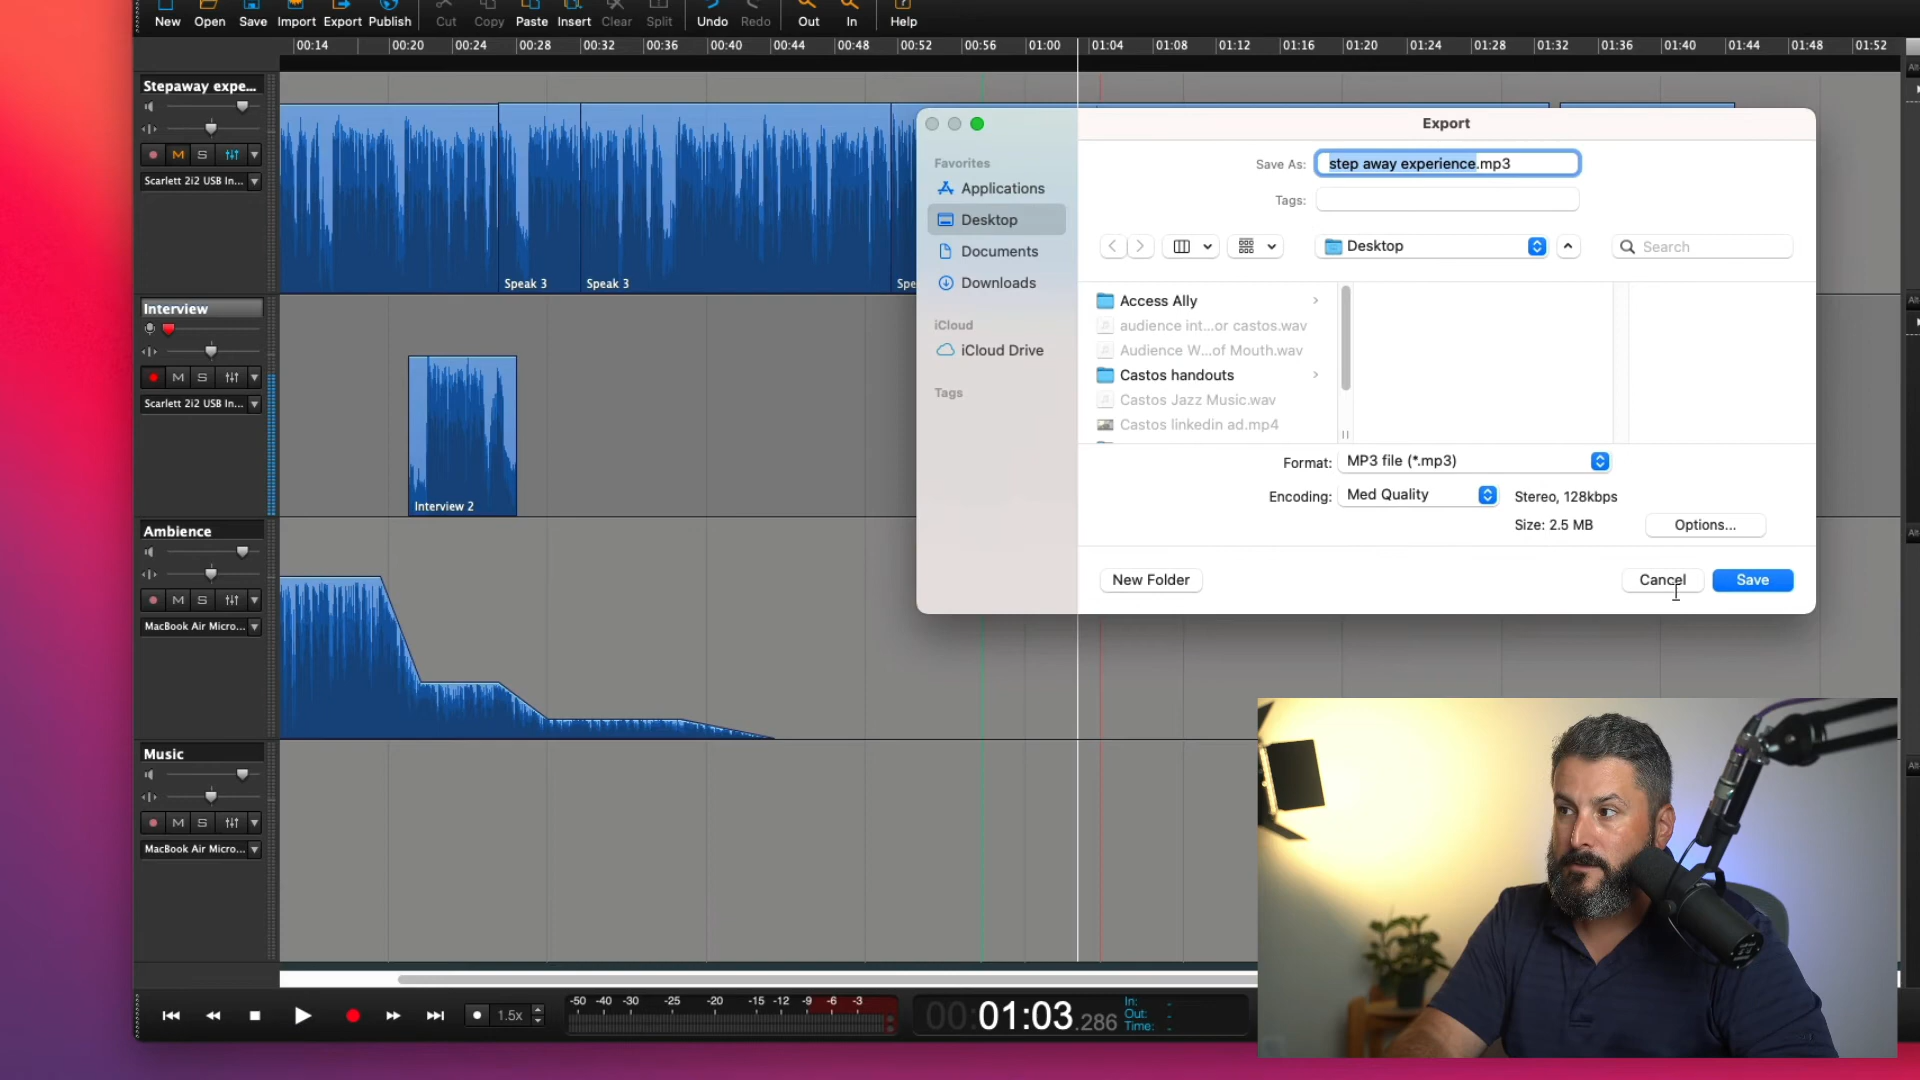 New Open Save Import Export Publish Cut Copy Paste Insert Clear Split Undo Redo Out In Help
00:14 00:20 00:24 00:28 00:32 00:36 00:40 00:44 00:48 00:52 00:56 01:00 01:04 01:08 01:12 01:16 01:20 01:24 01:28 01:32 01:36 01:40 01:44 01:48 01:52
Stepaway expe...
M S
Scarlett 2i2 USB In...
Speak 3
Speak 3
Spe
Interview
M S
Scarlett 2i2 USB In...
Interview 2
Ambience
M S
MacBook Air Micro...
Music
M S
MacBook Air Micro...
Export
Save As: step away experience.mp3
Tags:
Favorites
Applications
Desktop
Documents
Downloads
iCloud
iCloud Drive
Tags
Desktop
Search
Access Ally
audience int...or castos.wav
Audience W...of Mouth.wav
Castos handouts
Castos Jazz Music.wav
Castos linkedin ad.mp4
Format: MP3 file (*.mp3)
Encoding: Med Quality Stereo, 128kbps
Size: 2.5 MB Options...
New Folder Cancel Save
1.5x
-50 -40 -30 -25 -20 -15 -12 -9 -6 -3
00:01:03.286
In: -
Out: -
Time: -